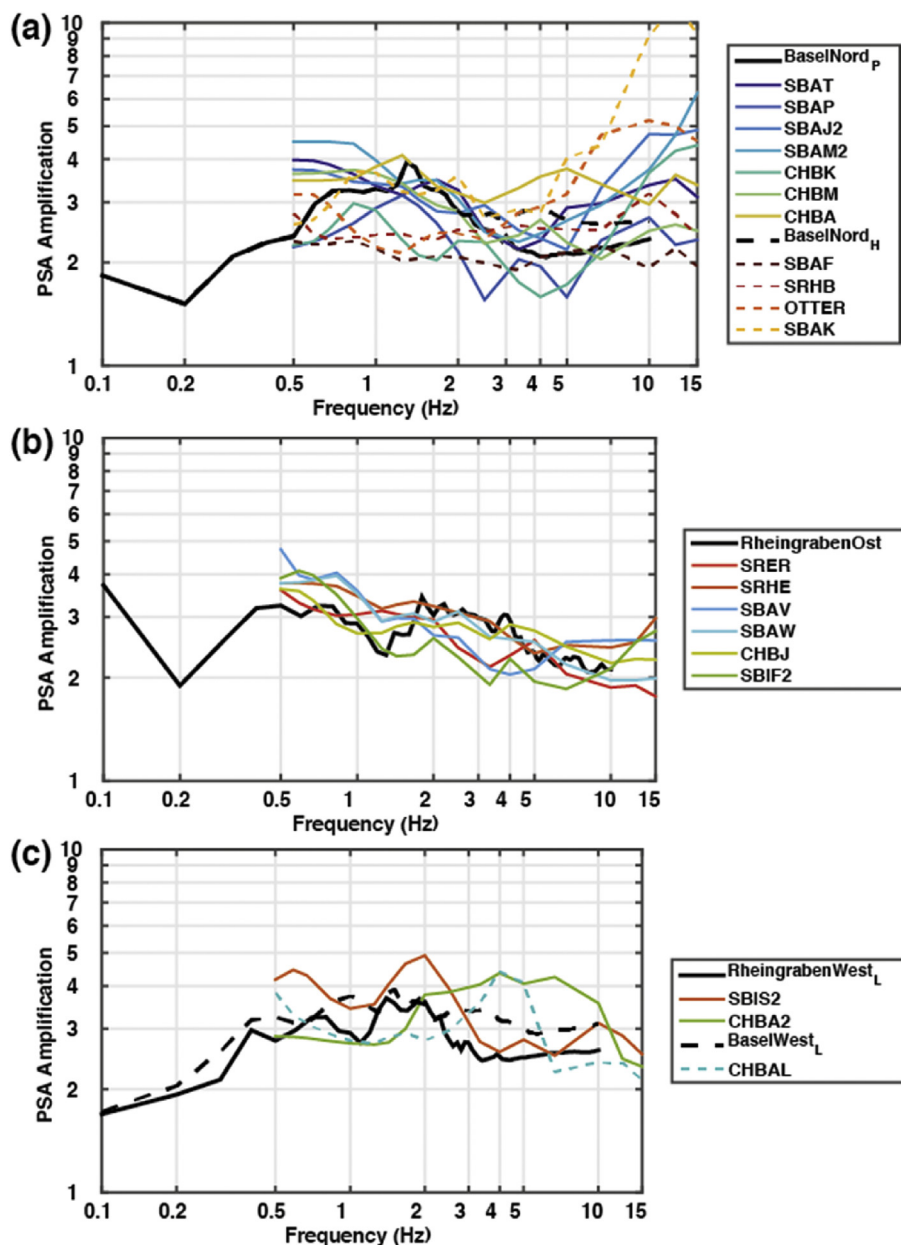 (a)
PSA Amplification
10
9
8
7
6
5
4
3
2
1
0.1 0.2 0.5 1 2 3 4 5 10 15
Frequency (Hz)
BaselNord_P
SBAT
SBAP
SBAJ2
SBAM2
CHBK
CHBM
CHBA
BaselNord_H
SBAF
SRHB
OTTER
SBAK
(b)
PSA Amplification
10
9
8
7
6
5
4
3
2
1
0.1 0.2 0.5 1 2 3 4 5 10 15
Frequency (Hz)
RheingrabenOst
SRER
SRHE
SBAV
SBAW
CHBJ
SBIF2
(c)
PSA Amplification
10
9
8
7
6
5
4
3
2
1
0.1 0.2 0.5 1 2 3 4 5 10 15
Frequency (Hz)
RheingrabenWest_L
SBIS2
CHBA2
BaselWest_L
CHBAL